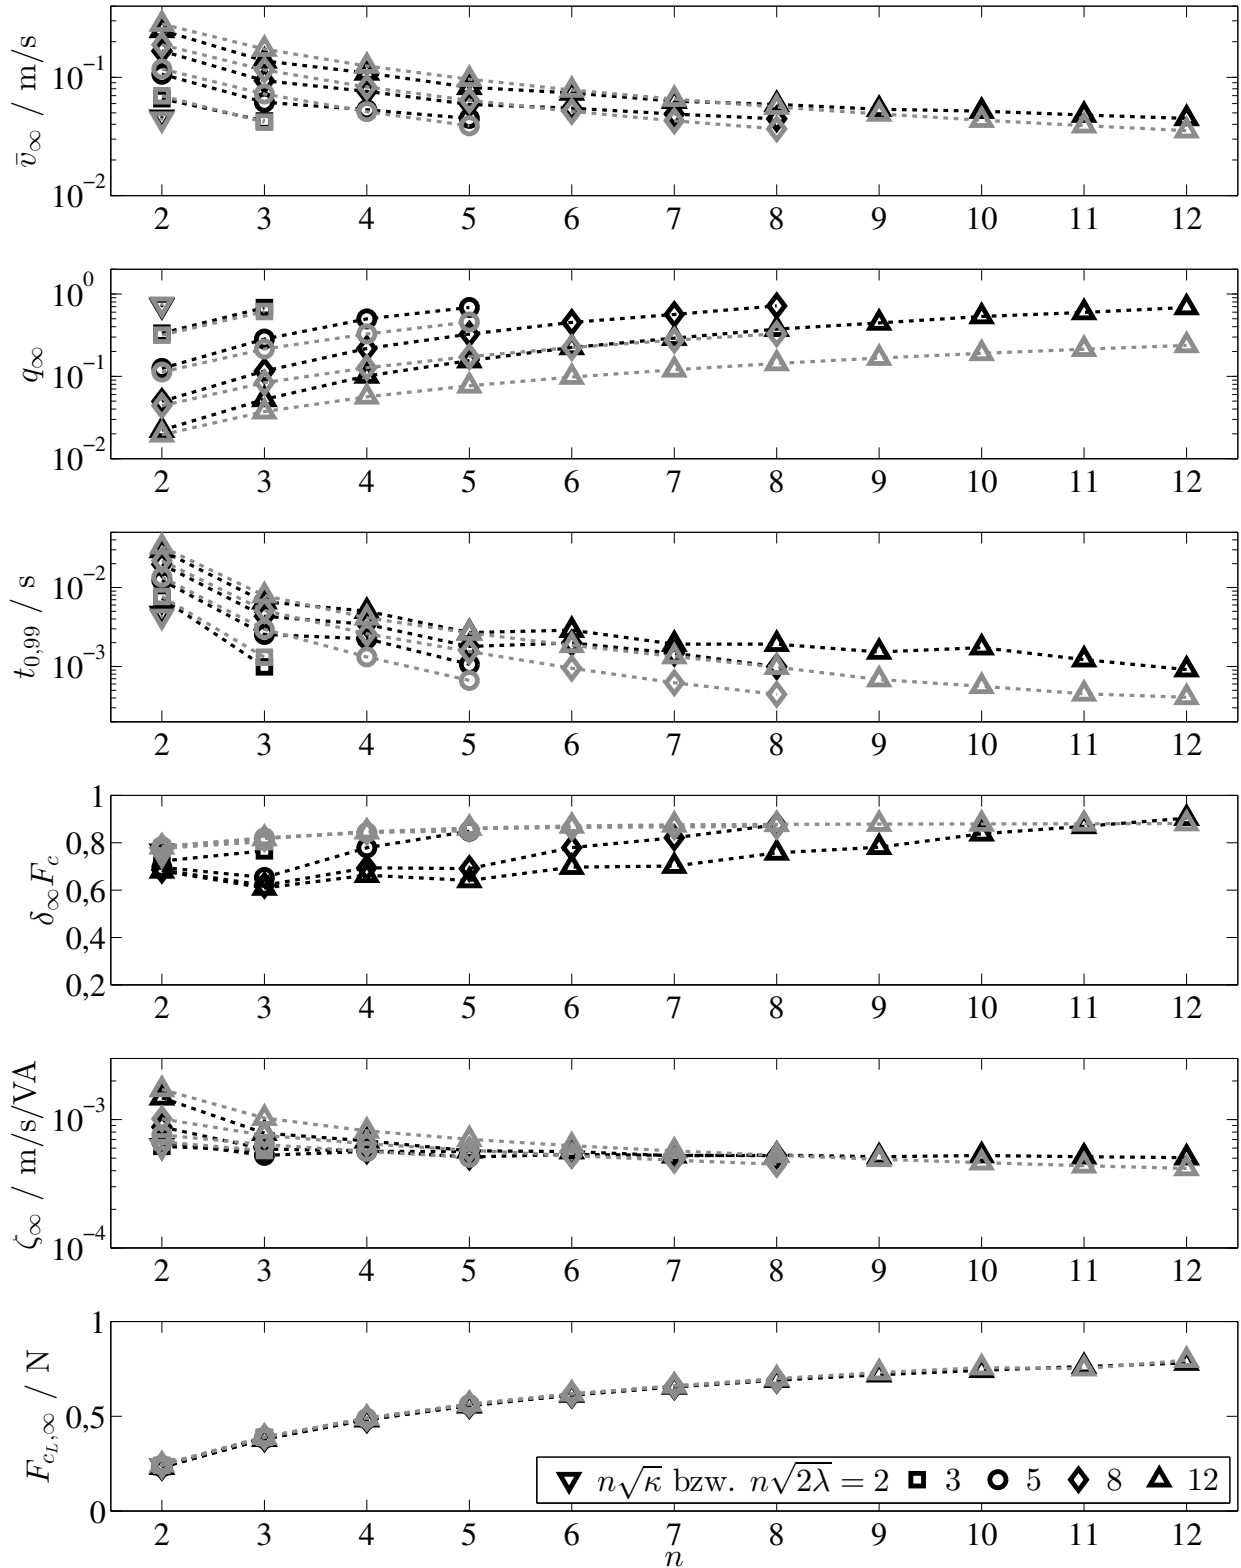 v̄∞ / m/s
10⁻¹
10⁻²
2 3 4 5 6 7 8 9 10 11 12
q∞
10⁰
10⁻¹
10⁻²
2 3 4 5 6 7 8 9 10 11 12
t0,99 / s
10⁻²
10⁻³
2 3 4 5 6 7 8 9 10 11 12
δ∞Fc
1
0,8
0,6
0,4
0,2
2 3 4 5 6 7 8 9 10 11 12
ζ∞ / m/s/VA
10⁻³
10⁻⁴
2 3 4 5 6 7 8 9 10 11 12
FcL,∞ / N
1
0,5
0
n√κ bzw. n√2λ = 2 3 5 8 12
2 3 4 5 6 7 8 9 10 11 12
n